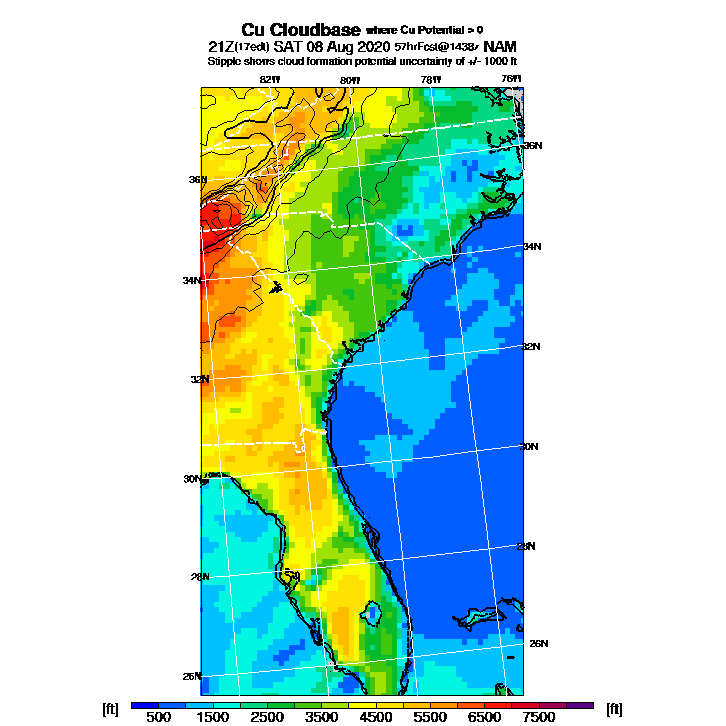 Cu Cloudbase where Cu Potential > 0
21Z(17edt) SAT 08 Aug 2020 57hrFcst@1438z NAM
Stipple shows cloud formation potential uncertainty of +/- 1000 ft
82W 80W 78W 76W
36N
36N
34N
34N
32N
32N
30N
30N
28N
28N
26N
26N
[ft] 500 1500 2500 3500 4500 5500 6500 7500 [ft]